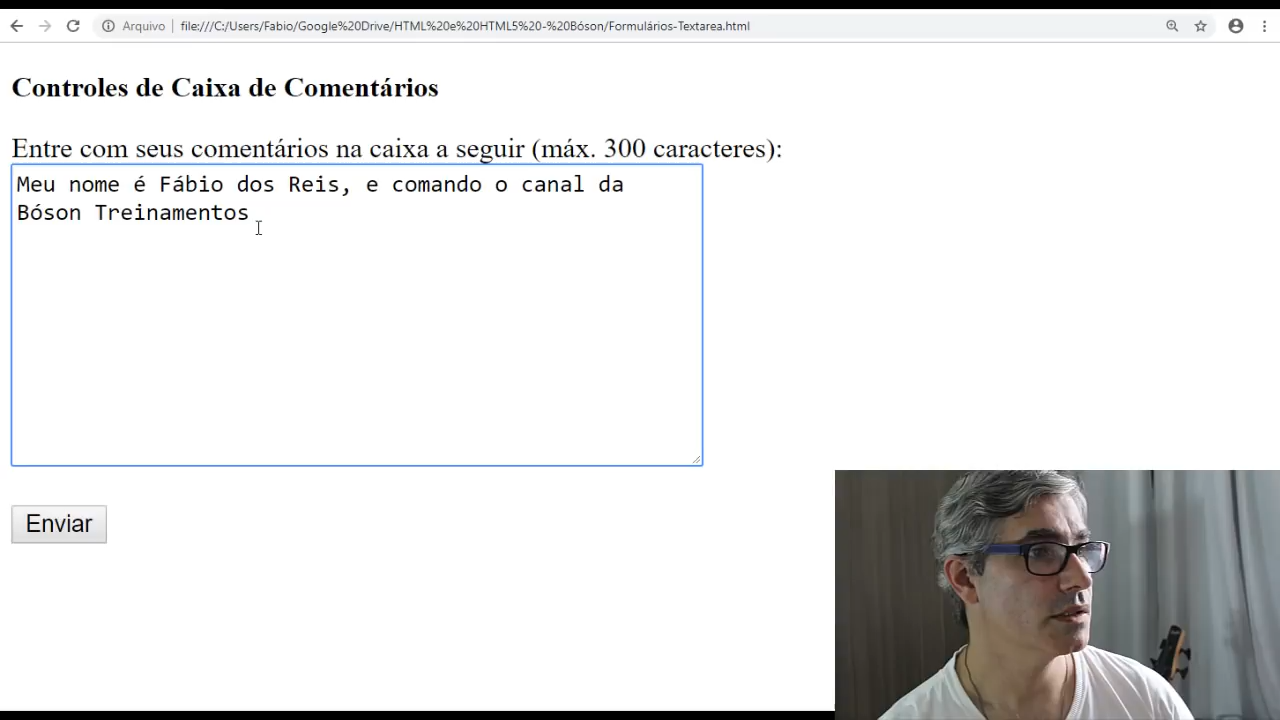 Arquivo file:///C:/Users/Fabio/Google%20Drive/HTML%20e%20HTML5%20-%20Bóson/Formulários-Textarea.html
Controles de Caixa de Comentários
Entre com seus comentários na caixa a seguir (máx. 300 caracteres):
Meu nome é Fábio dos Reis, e comando o canal da
Bóson Treinamentos
Enviar